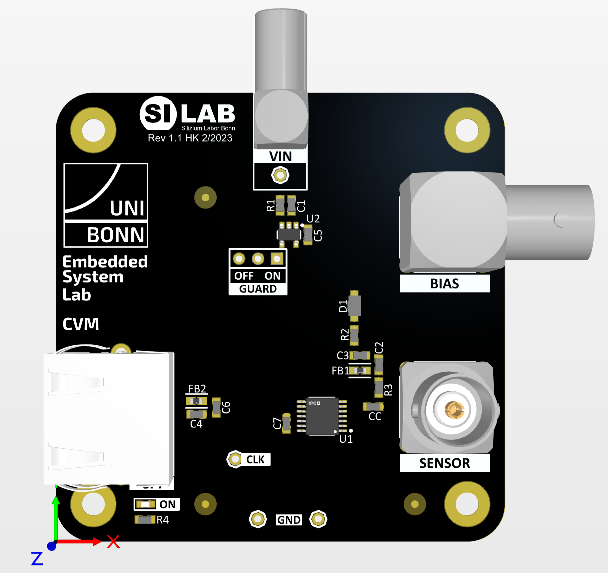 SI LAB
Silizium Labor Bonn
Rev 1.1 HK 2/2023
VIN
UNI
BONN
R1
C1
U2
C5
Embedded
System
Lab
OFF ON
GUARD
BIAS
CVM
D1
R2
C3
C2
FB1
R3
FB2
C6
C4
CC
C7
U1
CLK
SENSOR
ON
R4
GND
X
Z